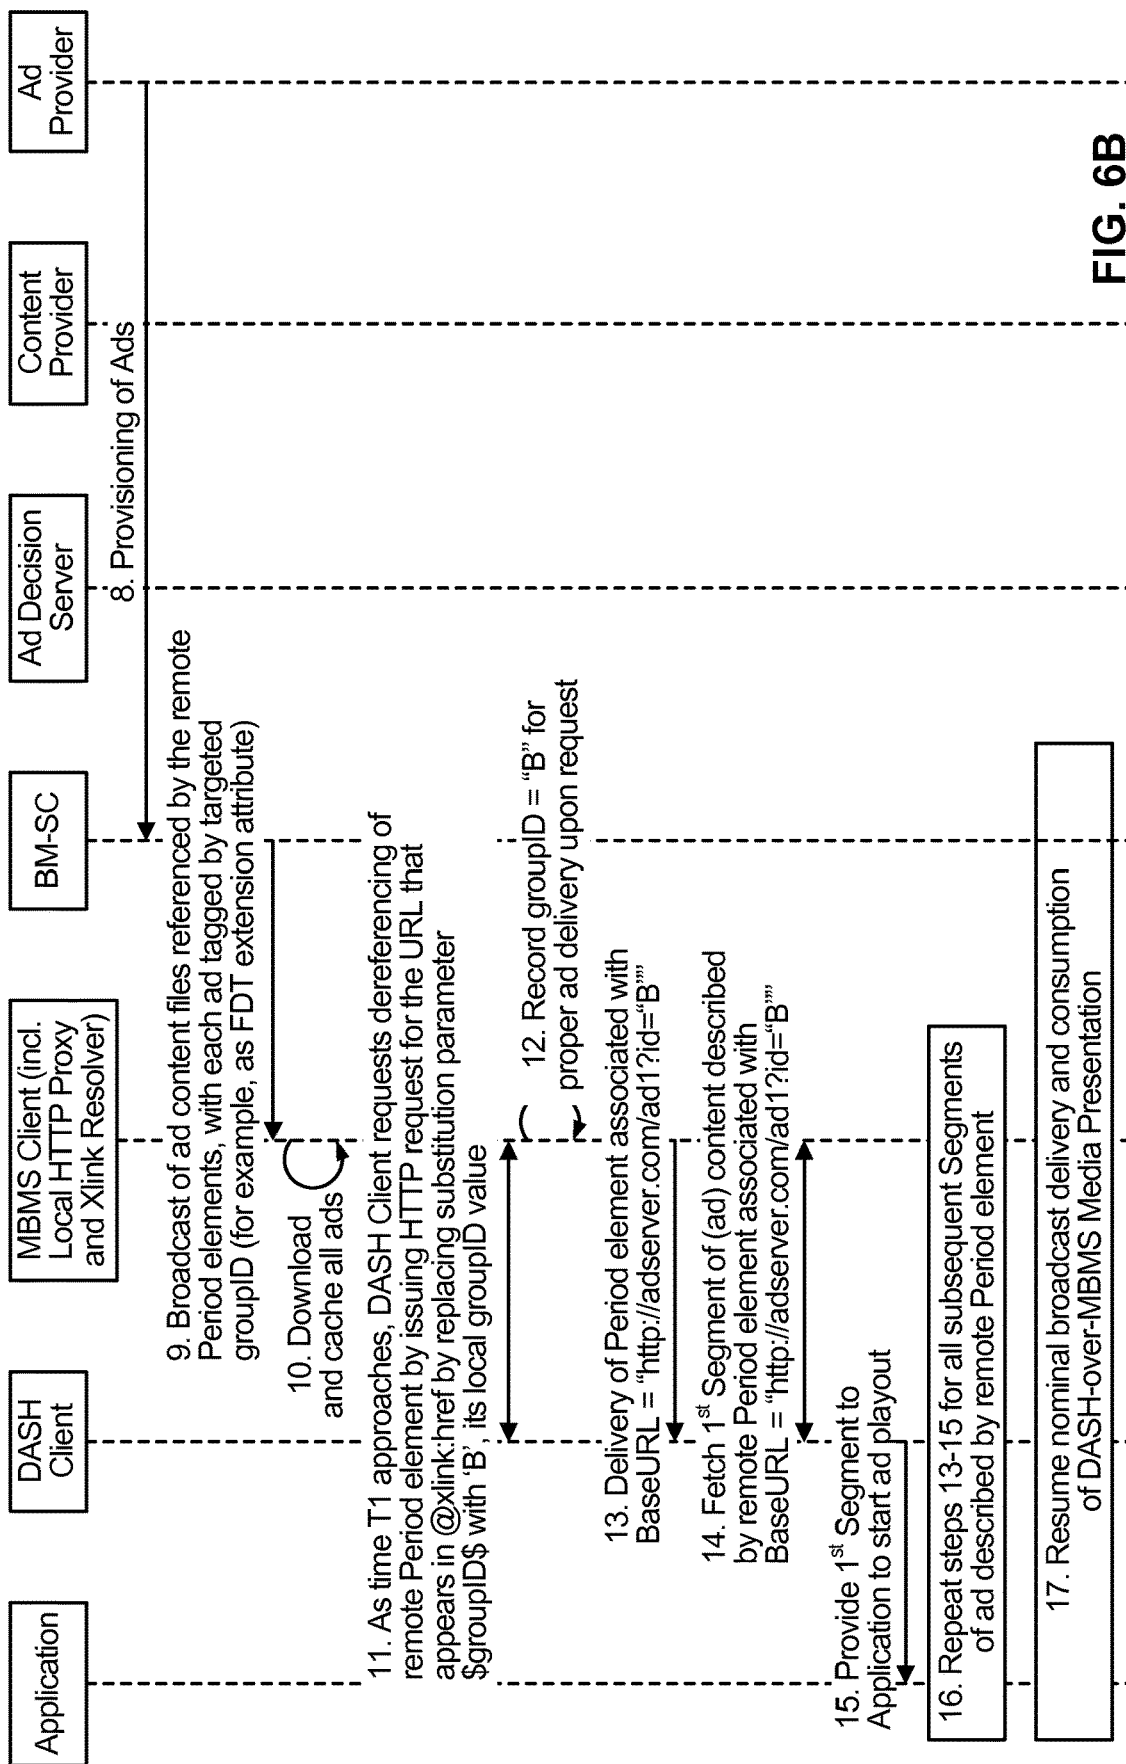 Application
DASH
Client
MBMS Client (incl.
Local HTTP Proxy
and Xlink Resolver)
BM-SC
Ad Decision
Server
Content
Provider
Ad
Provider
8. Provisioning of Ads
9. Broadcast of ad content files referenced by the remote
Period elements, with each ad tagged by targeted
groupID (for example, as FDT extension attribute)
10. Download
and cache all ads
11. As time T1 approaches, DASH Client requests dereferencing of
remote Period element by issuing HTTP request for the URL that
appears in @xlink:href by replacing substitution parameter
$groupID$ with ‘B’, its local groupID value
12. Record groupID = “B” for
proper ad delivery upon request
13. Delivery of Period element associated with
BaseURL = “http://adserver.com/ad1?id=“B””
14. Fetch 1st Segment of (ad) content described
by remote Period element associated with
BaseURL = “http://adserver.com/ad1?id=“B””
15. Provide 1st Segment to
Application to start ad playout
16. Repeat steps 13-15 for all subsequent Segments
of ad described by remote Period element
17. Resume nominal broadcast delivery and consumption
of DASH-over-MBMS Media Presentation
FIG. 6B